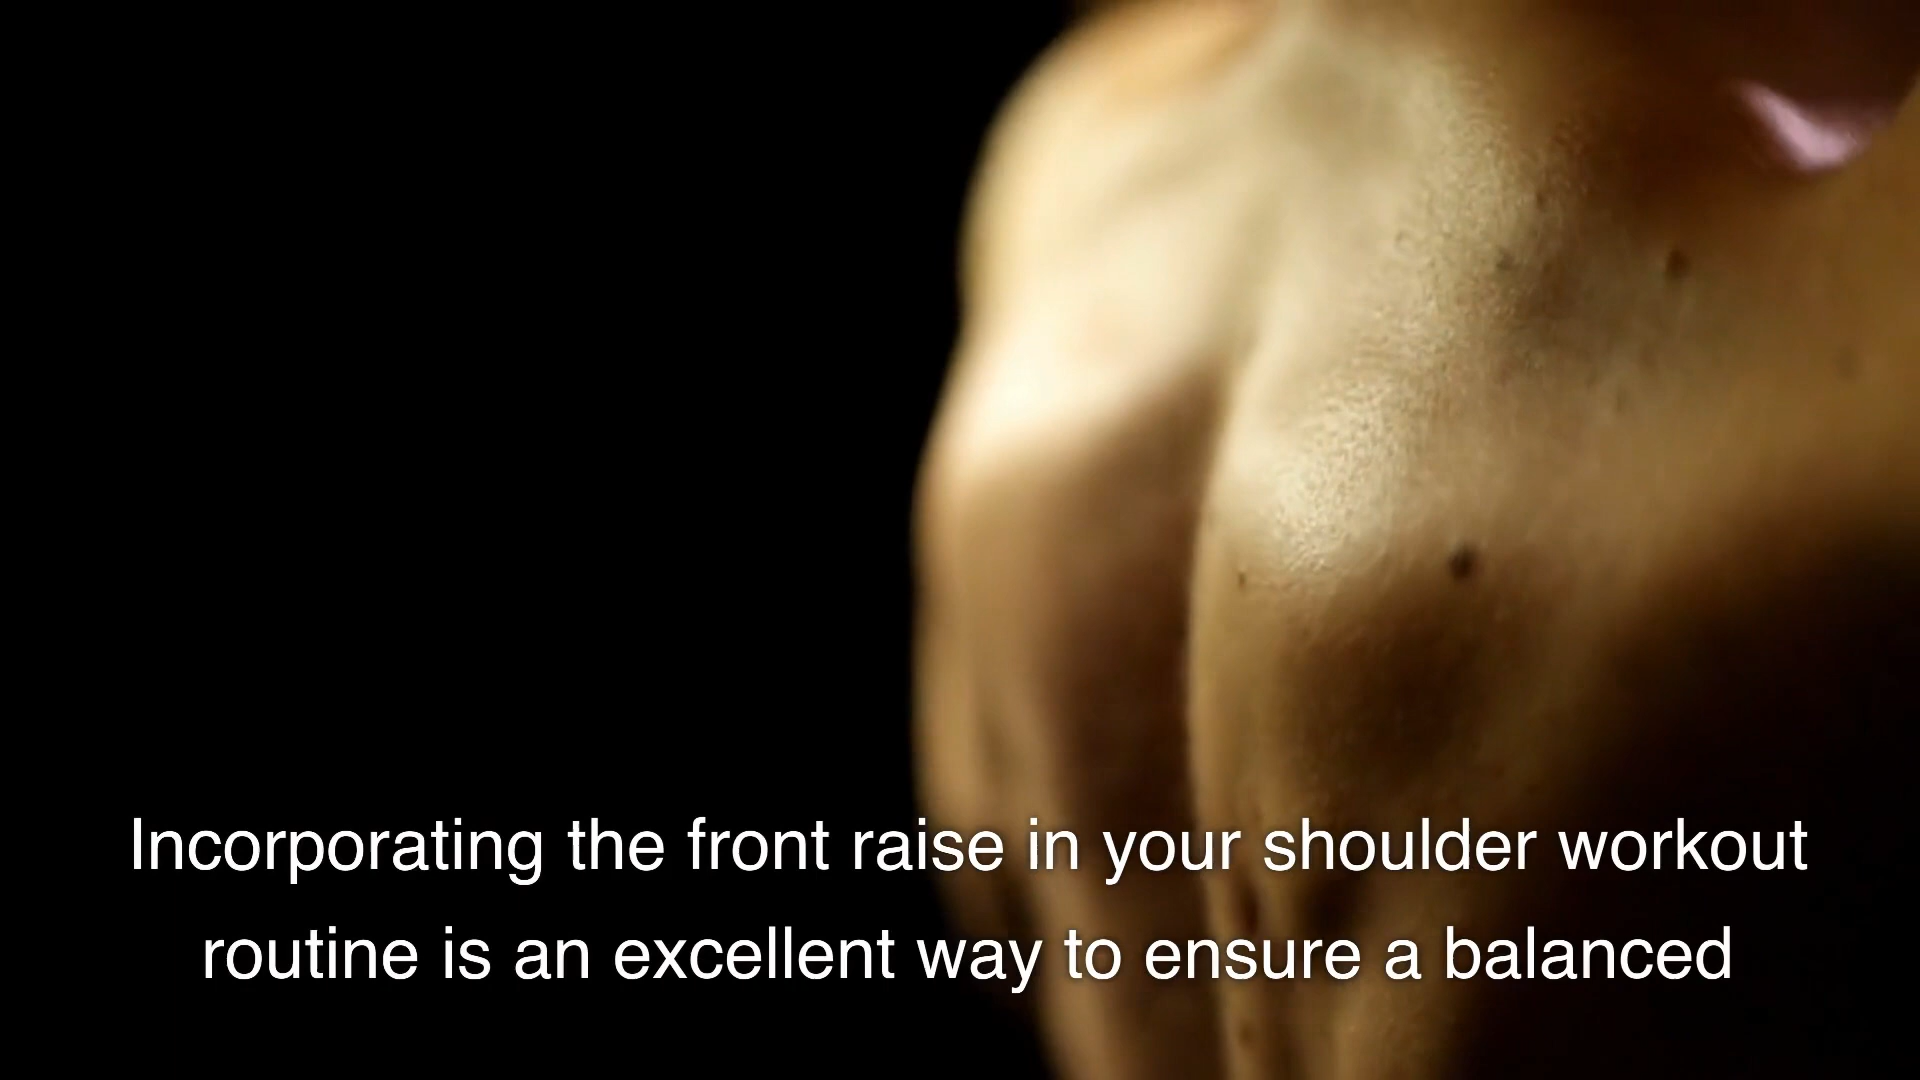 Incorporating the front raise in your shoulder workout
routine is an excellent way to ensure a balanced